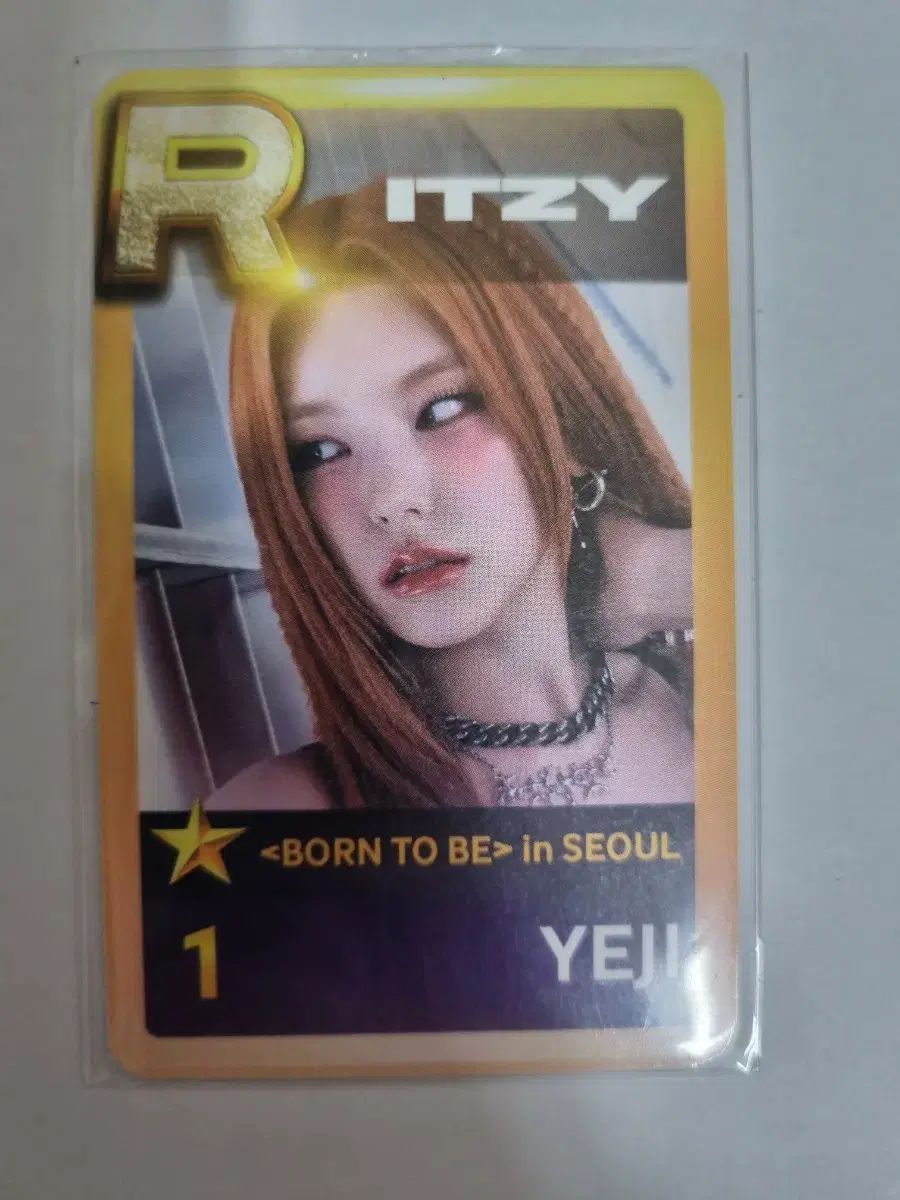 R
ITZY
<BORN TO BE> in SEOUL
1
YEJI